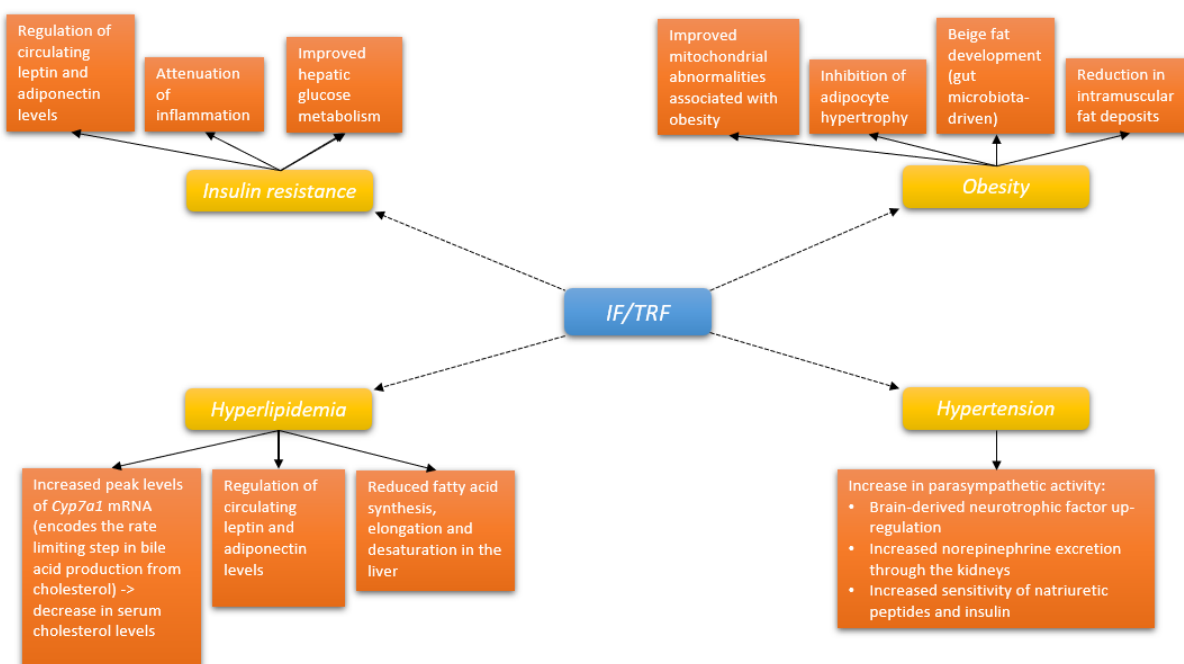 Regulation of
circulating
leptin and
adiponectin
levels
Attenuation
of
inflammation
Improved
hepatic
glucose
metabolism
Insulin resistance
Improved
mitochondrial
abnormalities
associated with
obesity
Inhibition of
adipocyte
hypertrophy
Beige fat
development
(gut
microbiota-
driven)
Reduction in
intramuscular
fat deposits
Obesity
IF/TRF
Hyperlipidemia
Increased peak levels
of Cyp7a1 mRNA
(encodes the rate
limiting step in bile
acid production from
cholesterol) ->
decrease in serum
cholesterol levels
Regulation of
circulating
leptin and
adiponectin
levels
Reduced fatty acid
synthesis,
elongation and
desaturation in the
liver
Hypertension
Increase in parasympathetic activity:
• Brain-derived neurotrophic factor up-
regulation
• Increased norepinephrine excretion
through the kidneys
• Increased sensitivity of natriuretic
peptides and insulin